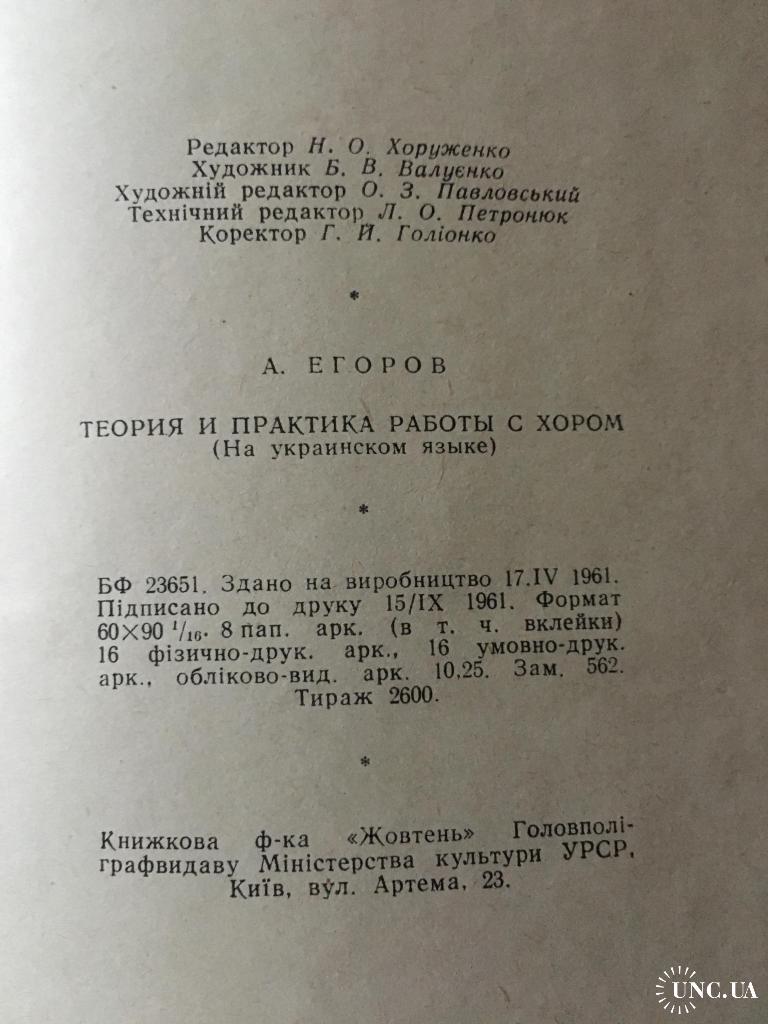 Редактор Н. О. Хоруженко
Художник Б. В. Валуєнко
Художній редактор О. З. Павловський
Технічний редактор Л. О. Петронюк
Коректор Г. Й. Голіонко
*
А. ЕГОРОВ
ТЕОРИЯ И ПРАКТИКА РАБОТЫ С ХОРОМ
(На украинском языке)
*
БФ 23651. Здано на виробництво 17.IV 1961.
Підписано до друку 15/IX 1961. Формат
60×90 1/16. 8 пап. арк. (в т. ч. вклейки)
16 фізично-друк. арк., 16 умовно-друк.
арк., обліково-вид. арк. 10,25. Зам. 562.
Тираж 2600.
*
Книжкова ф-ка «Жовтень» Головполі-
графвидаву Міністерства культури УРСР,
Київ, вул. Артема, 23.
UNC.UA